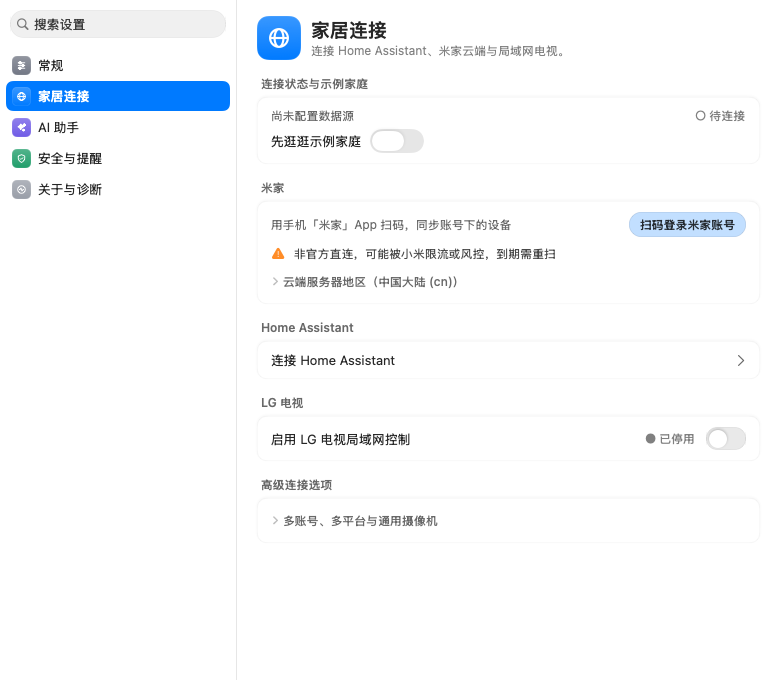 搜索设置
常规
家居连接
AI 助手
安全与提醒
关于与诊断
家居连接
连接 Home Assistant、米家云端与局域网电视。
连接状态与示例家庭
尚未配置数据源
待连接
先逛逛示例家庭
米家
用手机「米家」App 扫码，同步账号下的设备
扫码登录米家账号
非官方直连，可能被小米限流或风控，到期需重扫
云端服务器地区（中国大陆 (cn)）
Home Assistant
连接 Home Assistant
LG 电视
启用 LG 电视局域网控制
已停用
高级连接选项
多账号、多平台与通用摄像机